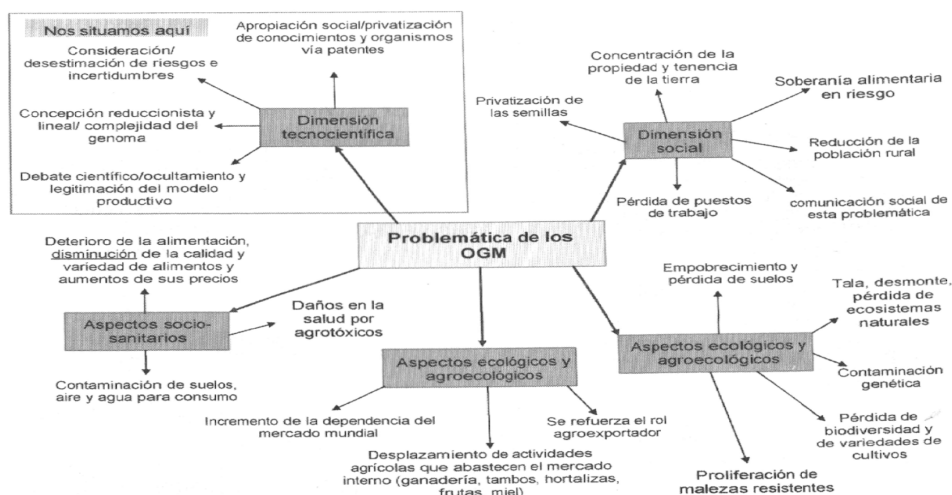 Nos situamos aquí
Consideración/
desestimación de riesgos e
incertidumbres
Apropiación social/privatización
de conocimientos y organismos
vía patentes
Concepción reduccionista y
lineal/ complejidad del
genoma
Dimensión
tecnocientífica
Debate científico/ocultamiento y
legitimación del modelo
productivo
Concentración de la
propiedad y tenencia
de la tierra
Privatización de
las semillas
Soberanía alimentaria
en riesgo
Dimensión
social
Reducción de la
población rural
Pérdida de puestos
de trabajo
comunicación social de
esta problemática
Problemática de los
OGM
Deterioro de la alimentación,
disminución de la calidad y
variedad de alimentos y
aumentos de sus precios
Daños en la
salud por
agrotóxicos
Aspectos socio-
sanitarios
Contaminación de suelos,
aire y agua para consumo
Aspectos ecológicos y
agroecológicos
Incremento de la dependencia del
mercado mundial
Se refuerza el rol
agroexportador
Desplazamiento de actividades
agrícolas que abastecen el mercado
interno (ganadería, tambos, hortalizas,
frutas, miel)
Empobrecimiento y
pérdida de suelos
Tala, desmonte,
pérdida de
ecosistemas
naturales
Aspectos ecológicos y
agroecológicos
Contaminación
genética
Pérdida de
biodiversidad y
de variedades de
cultivos
Proliferación de
malezas resistentes